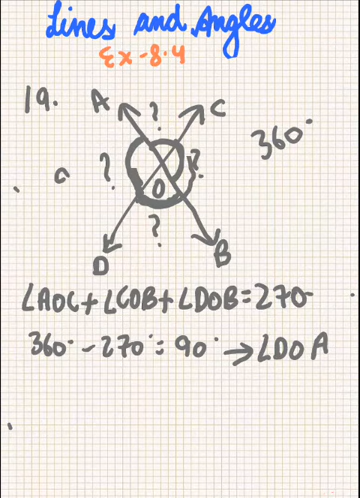 Lines and Angles
Ex-8.4
19. A ? C
360°
a ? ?
O
?
D B
∠AOC+∠COB+∠DOB=270°
360°-270°=90° → ∠DOA